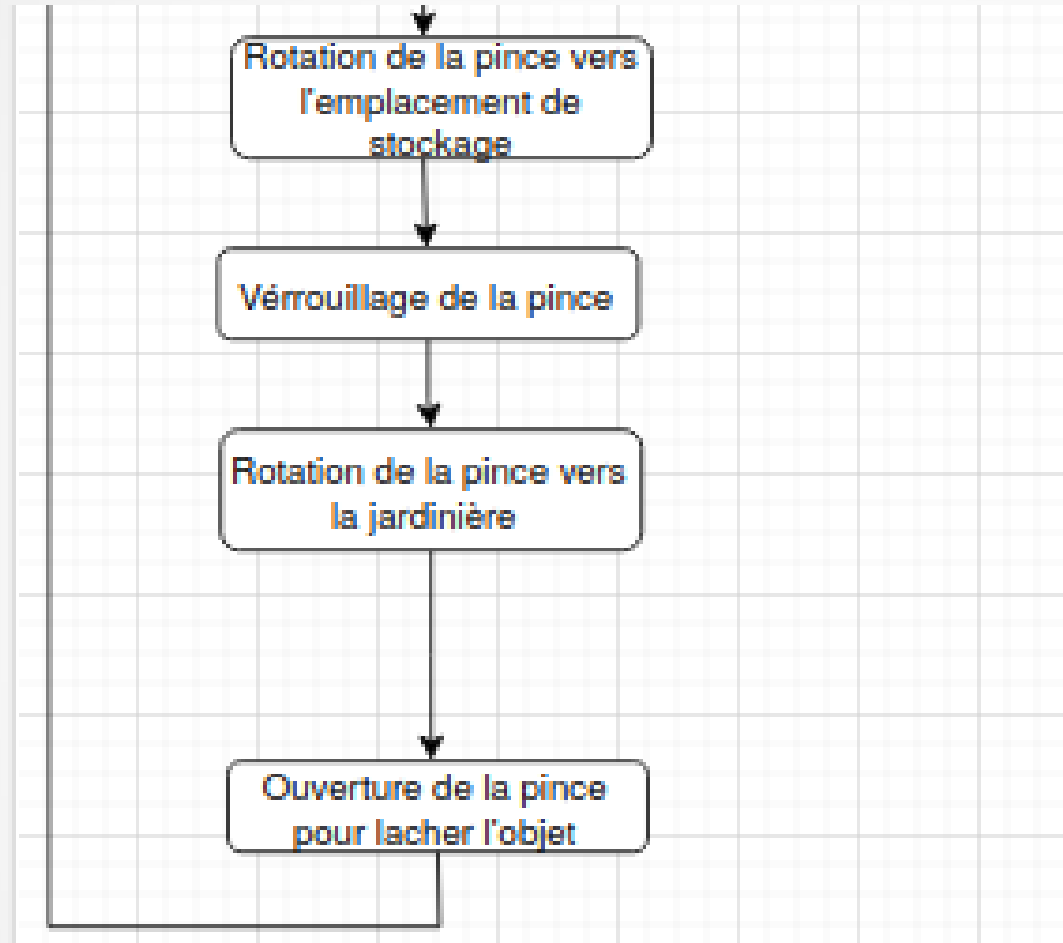 Rotation de la pince vers
l'emplacement de
stockage
Vérrouillage de la pince
Rotation de la pince vers
la jardinière
Ouverture de la pince
pour lacher l'objet